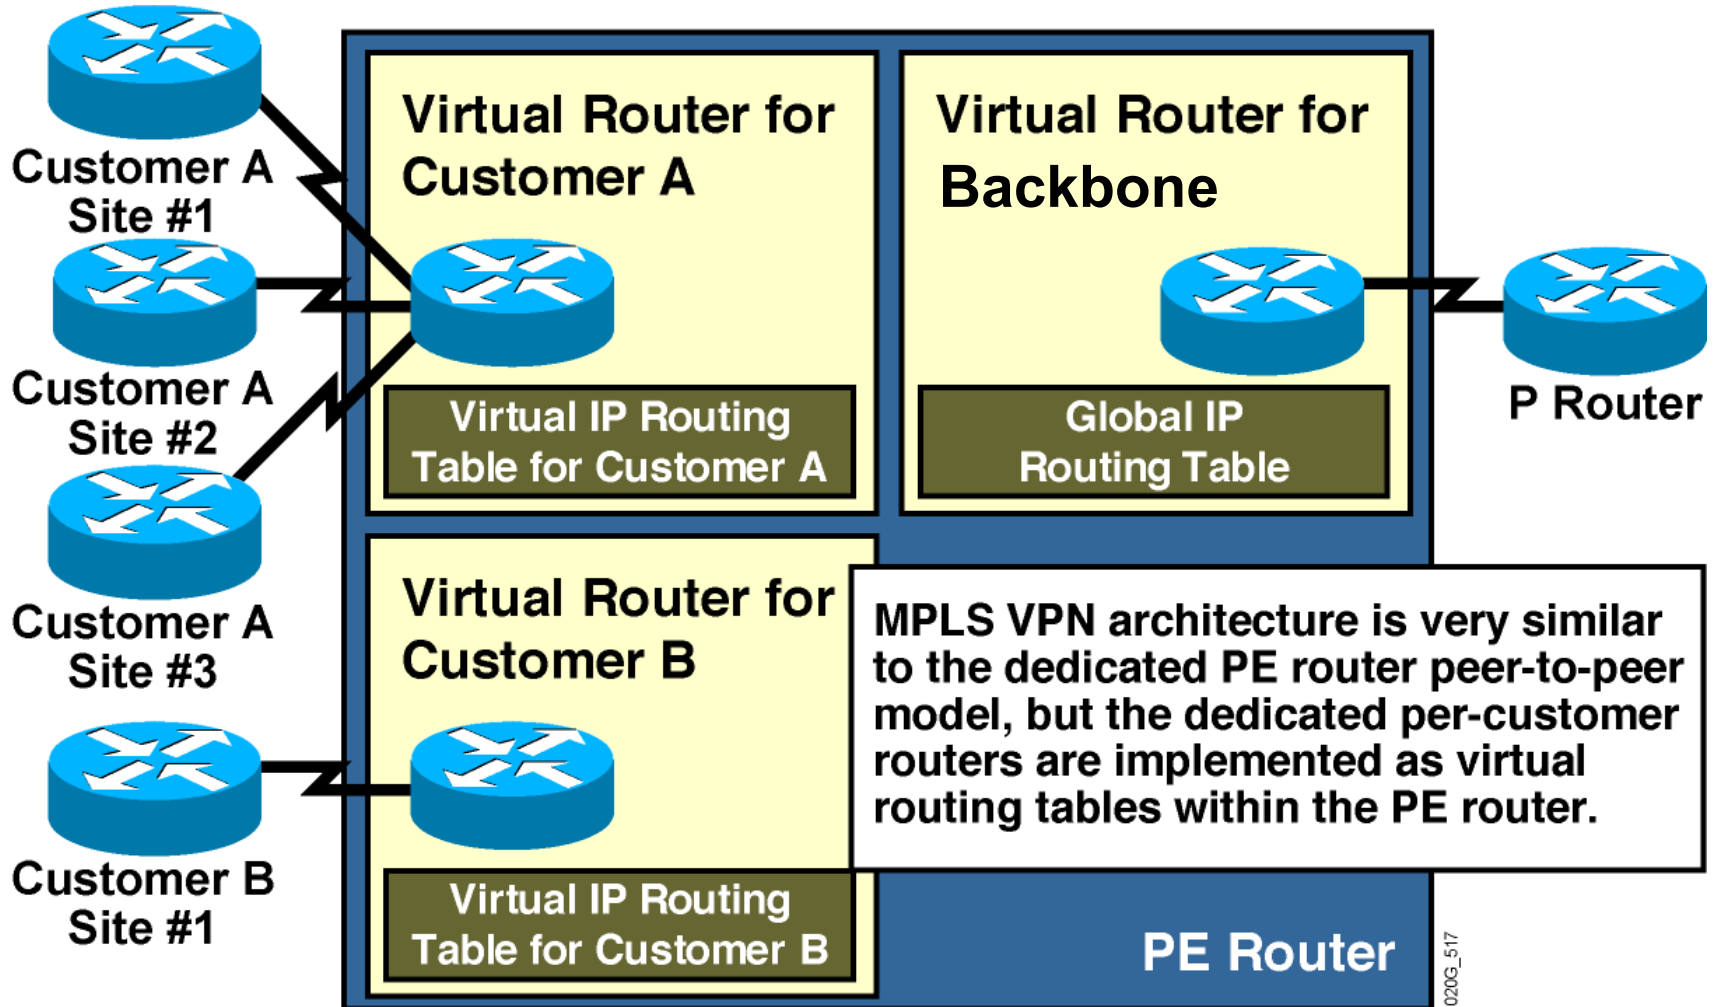 Customer A
Site #1
Customer A
Site #2
Customer A
Site #3
Customer B
Site #1
Virtual Router for
Customer A
Virtual IP Routing
Table for Customer A
Virtual Router for
Backbone
Global IP
Routing Table
P Router
Virtual Router for
Customer B
Virtual IP Routing
Table for Customer B
MPLS VPN architecture is very similar
to the dedicated PE router peer-to-peer
model, but the dedicated per-customer
routers are implemented as virtual
routing tables within the PE router.
PE Router
020G_517